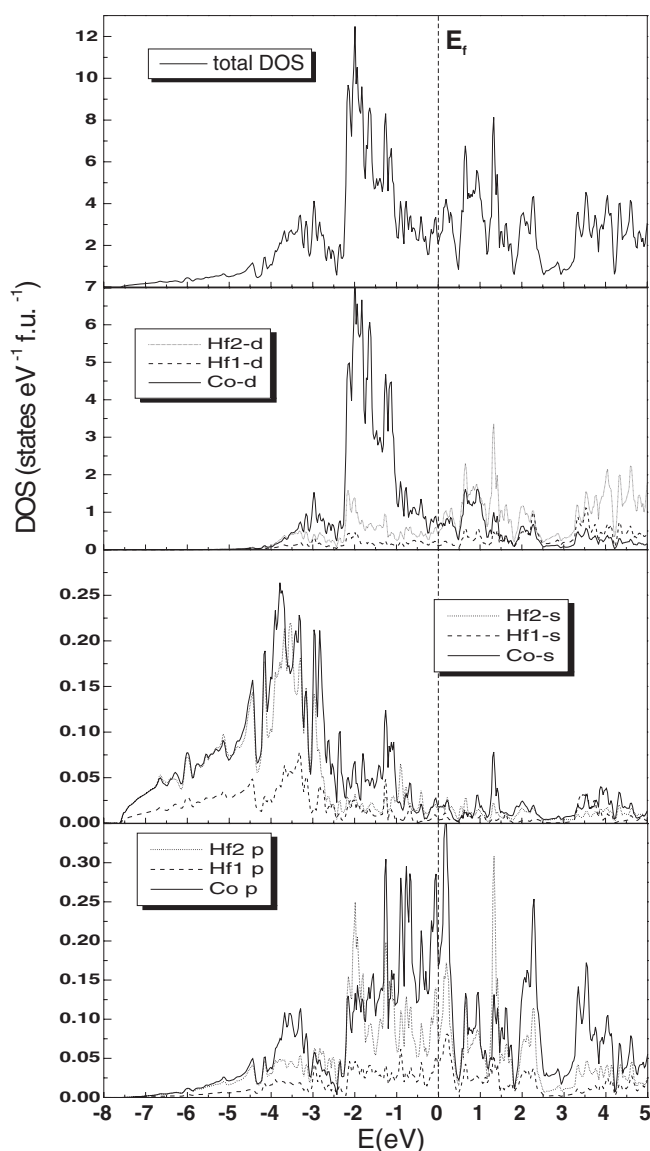 E_f
total DOS
12
10
8
6
4
2
7
Hf2-d
Hf1-d
Co-d
6
5
4
3
2
1
0
DOS (states eV⁻¹ f.u. ⁻¹)
Hf2-s
Hf1-s
Co-s
0.25
0.20
0.15
0.10
0.05
0.00
Hf2 p
Hf1 p
Co p
0.30
0.25
0.20
0.15
0.10
0.05
0.00
-8 -7 -6 -5 -4 -3 -2 -1 0 1 2 3 4 5
E(eV)